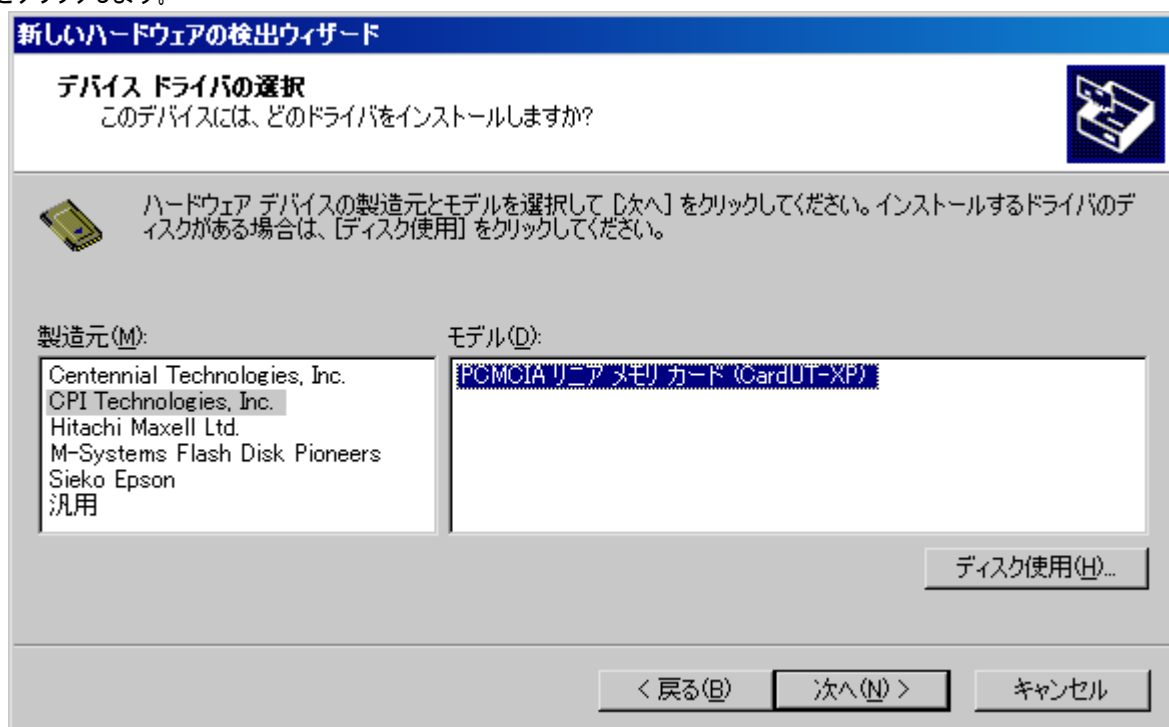 をクリックします。
新しいハードウェアの検出ウィザード
デバイス ドライバの選択
このデバイスには、どのドライバをインストールしますか?
ハードウェア デバイスの製造元とモデルを選択して [次へ] をクリックしてください。インストールするドライバのデ
ィスクがある場合は、[ディスク使用] をクリックしてください。
製造元(M):
モデル(D):
Centennial Technologies, Inc.
CPI Technologies, Inc.
Hitachi Maxell Ltd.
M-Systems Flash Disk Pioneers
Sieko Epson
汎用
PCMCIA リニア メモリ カード (CardUT-XP)
ディスク使用(H)...
< 戻る(B)
次へ(N) >
キャンセル